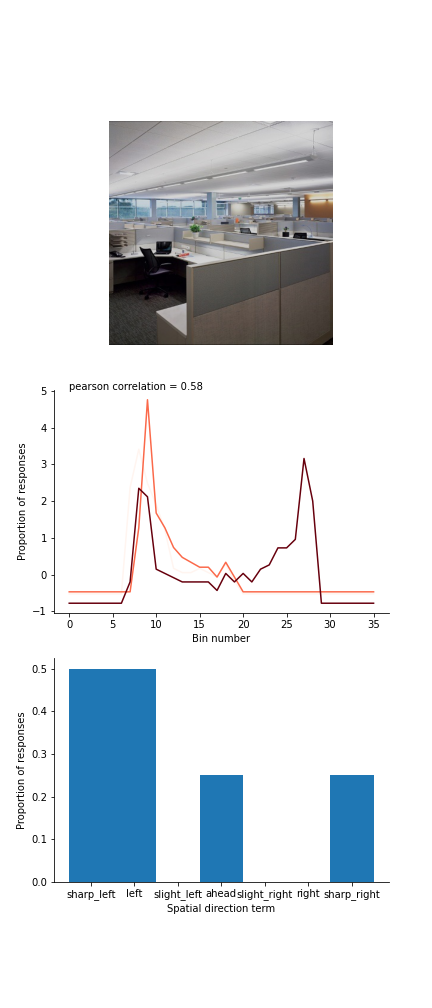 pearson correlation = 0.58
Proportion of responses
5
4
3
2
1
0
−1
0 5 10 15 20 25 30 35
Bin number
Proportion of responses
0.5
0.4
0.3
0.2
0.1
0.0
sharp_left left slight_left ahead slight_right right sharp_right
Spatial direction term